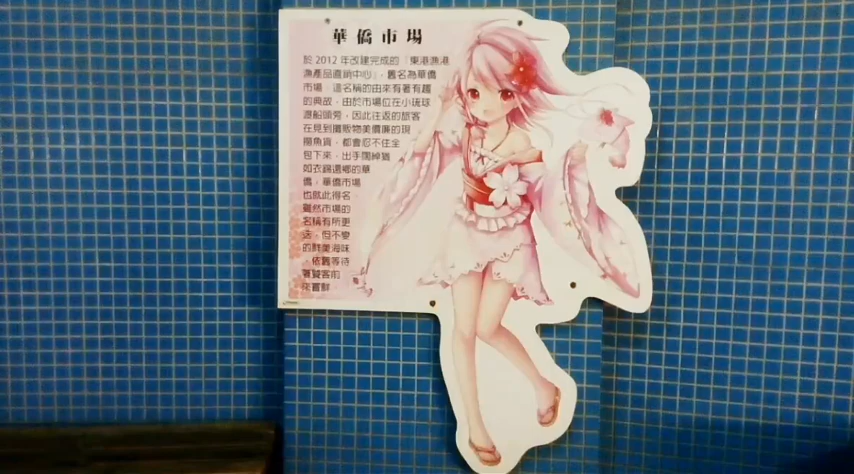 華僑市場
於2012年改建完成的「東港漁港
漁產品直銷中心」，舊名為華僑
市場，這名稱的由來有著有趣
的典故，由於市場位在小琉球
渡船頭旁，因此往返的旅客
在見到攤販物美價廉的現
撈魚貨，都會忍不住全
包下來，出手闊綽猶
如衣錦還鄉的華
僑，華僑市場
也就此得名
雖然市場的
名稱有所更
迭，但不變
的鮮美海味
，依舊等待
著饕客前
來嘗鮮